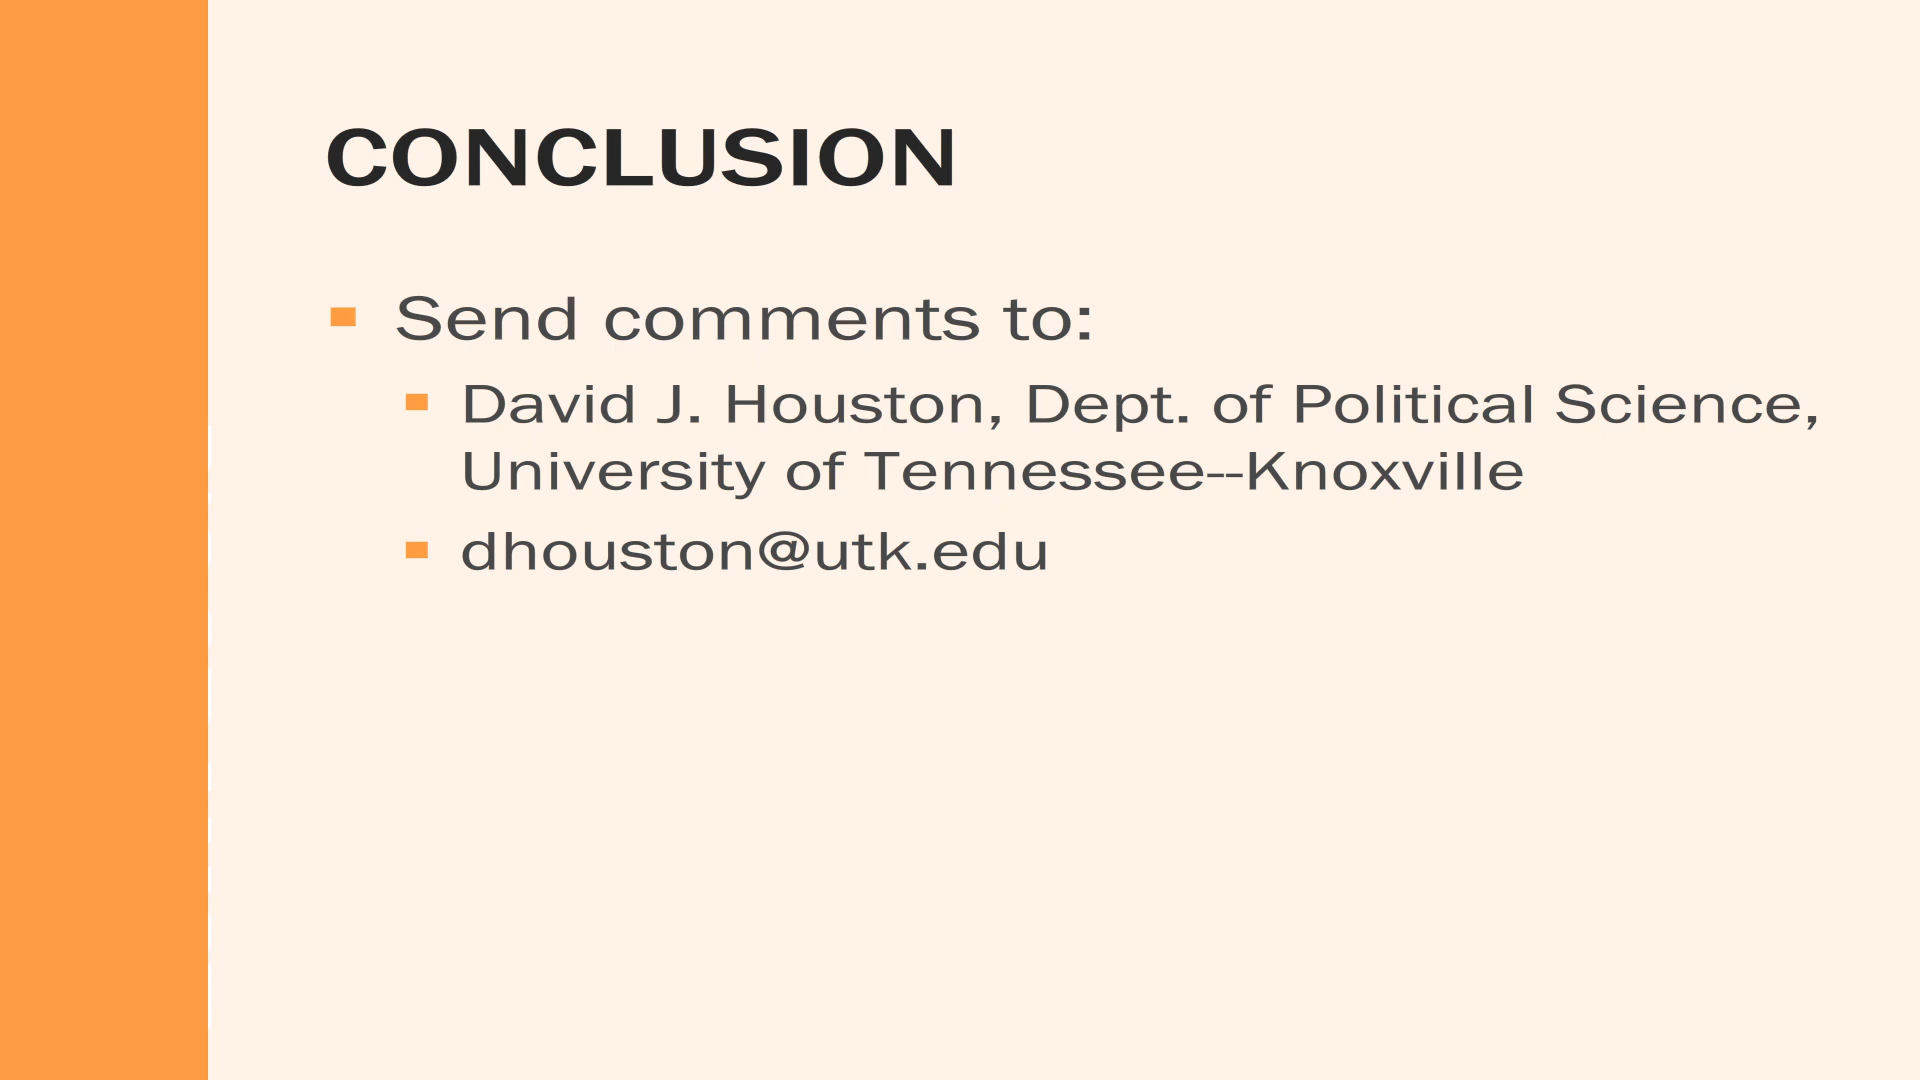 CONCLUSION
Send comments to:
David J. Houston, Dept. of Political Science,
University of Tennessee--Knoxville
dhouston@utk.edu